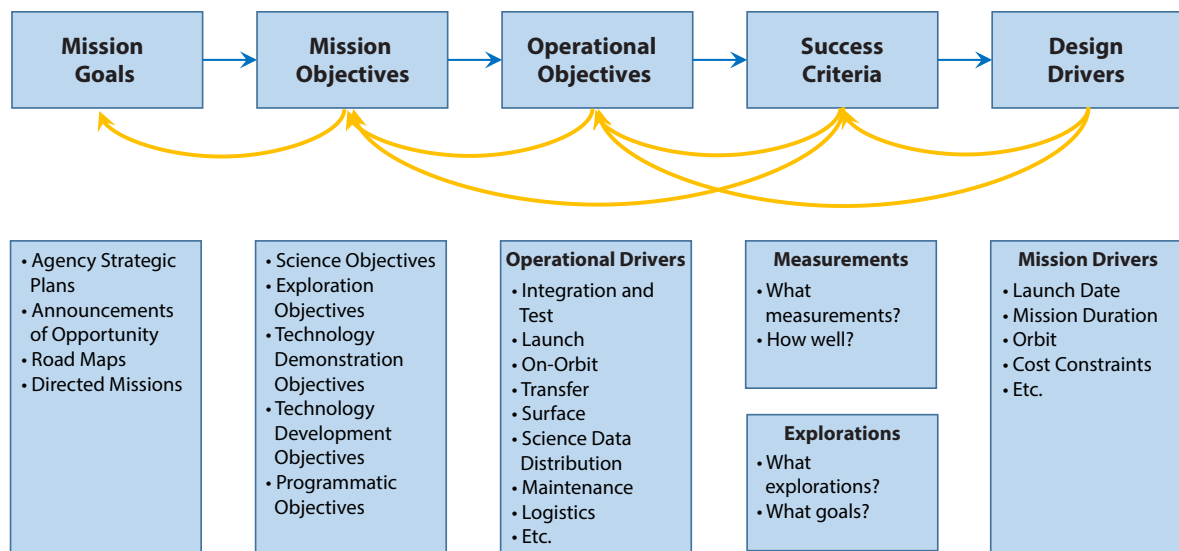 Mission
Goals
Mission
Objectives
Operational
Objectives
Success
Criteria
Design
Drivers
• Agency Strategic
Plans
• Announcements
of Opportunity
• Road Maps
• Directed Missions
• Science Objectives
• Exploration
Objectives
• Technology
Demonstration
Objectives
• Technology
Development
Objectives
• Programmatic
Objectives
Operational Drivers
• Integration and
Test
• Launch
• On-Orbit
• Transfer
• Surface
• Science Data
Distribution
• Maintenance
• Logistics
• Etc.
Measurements
• What
measurements?
• How well?
Explorations
• What
explorations?
• What goals?
Mission Drivers
• Launch Date
• Mission Duration
• Orbit
• Cost Constraints
• Etc.